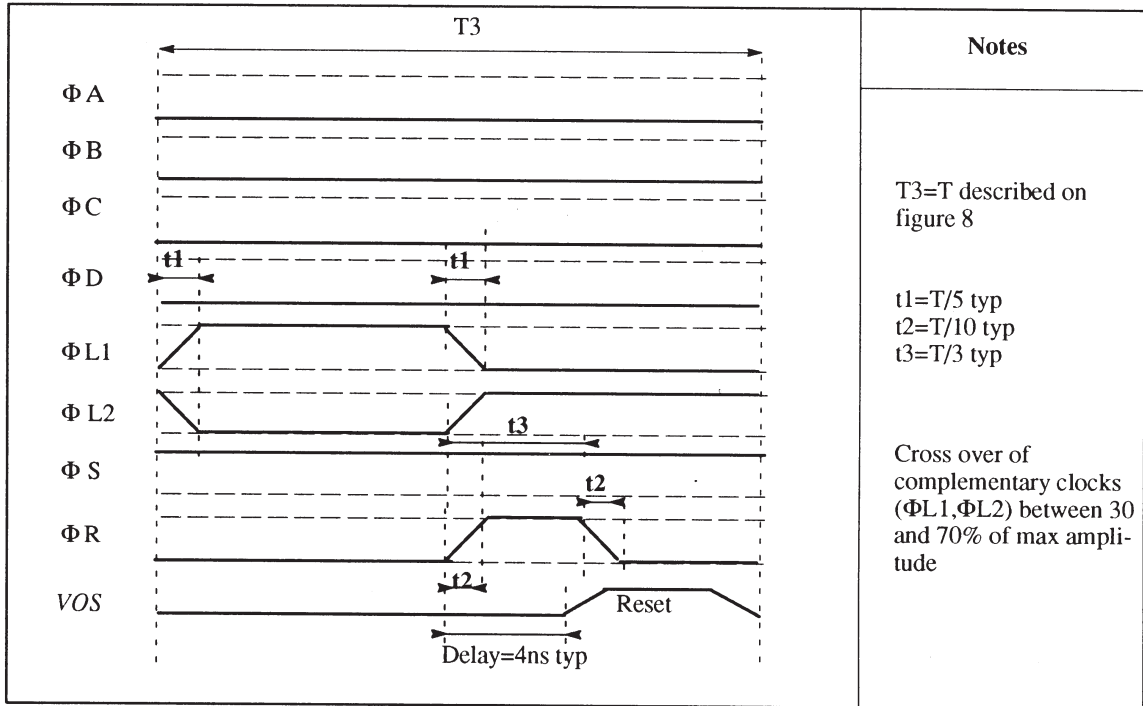 T3
Notes
ΦA
ΦB
ΦC
T3=T described on
figure 8
t1 t1
ΦD
t1=T/5 typ
t2=T/10 typ
t3=T/3 typ
ΦL1
ΦL2
t3
ΦS
t2
Cross over of
complementary clocks
(ΦL1,ΦL2) between 30
and 70% of max ampli-
tude
ΦR
t2
VOS
Reset
Delay=4ns typ